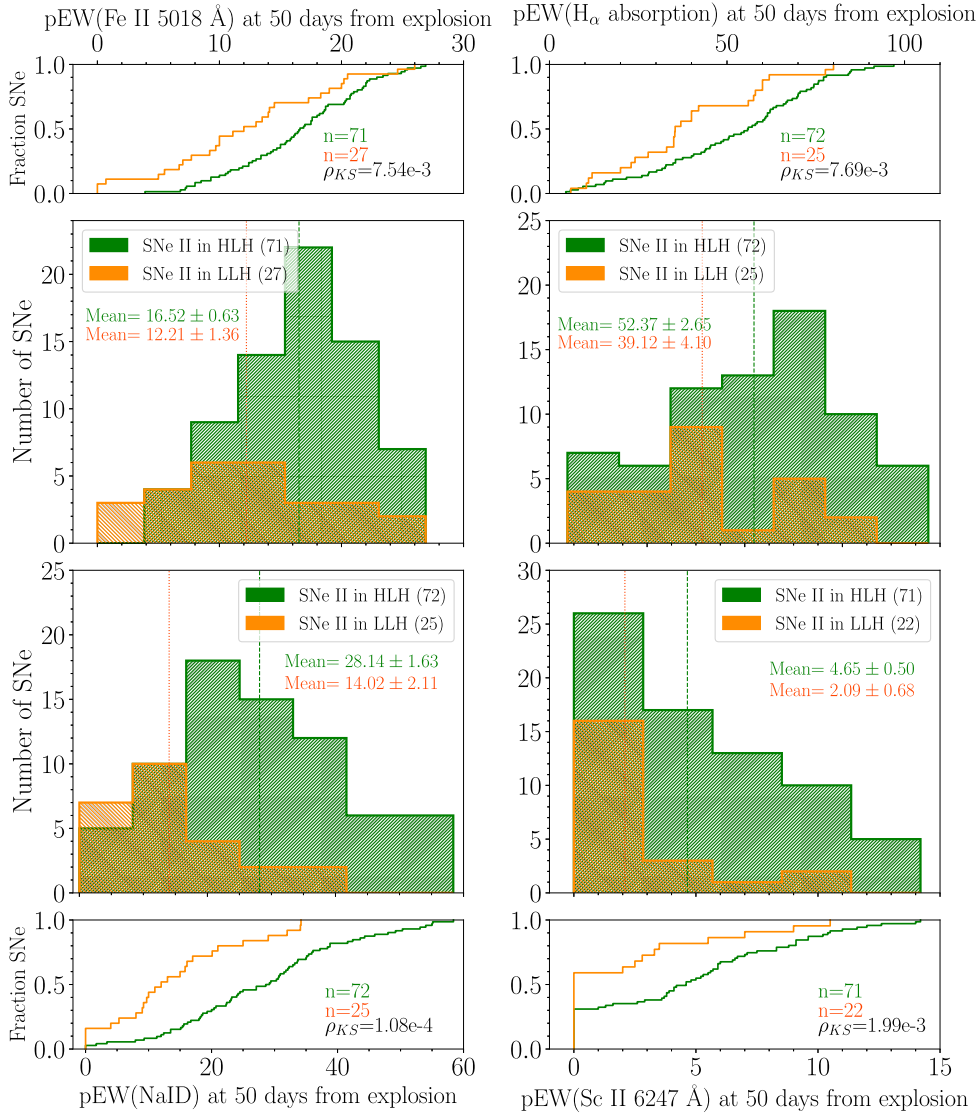 pEW(Fe II 5018 Å) at 50 days from explosion
0 10 20 30
Fraction SNe
1.0
0.5
0.0
n=71
n=27
ρKS=7.54e-3
pEW(Hα absorption) at 50 days from explosion
0 20 40 60 80 100
1.0
0.5
0.0
n=72
n=25
ρKS=7.69e-3
Number of SNe
20
15
10
5
0
SNe II in HLH (71)
SNe II in LLH (27)
Mean= 16.52 ± 0.63
Mean= 12.21 ± 1.36
25
20
15
10
5
0
SNe II in HLH (72)
SNe II in LLH (25)
Mean= 52.37 ± 2.65
Mean= 39.12 ± 4.10
Number of SNe
25
20
15
10
5
0
SNe II in HLH (72)
SNe II in LLH (25)
Mean= 28.14 ± 1.63
Mean= 14.02 ± 2.11
30
25
20
15
10
5
0
SNe II in HLH (71)
SNe II in LLH (22)
Mean= 4.65 ± 0.50
Mean= 2.09 ± 0.68
Fraction SNe
1.0
0.5
0.0
n=72
n=25
ρKS=1.08e-4
0 20 40 60
pEW(NaID) at 50 days from explosion
1.0
0.5
0.0
n=71
n=22
ρKS=1.99e-3
0 5 10 15
pEW(Sc II 6247 Å) at 50 days from explosion